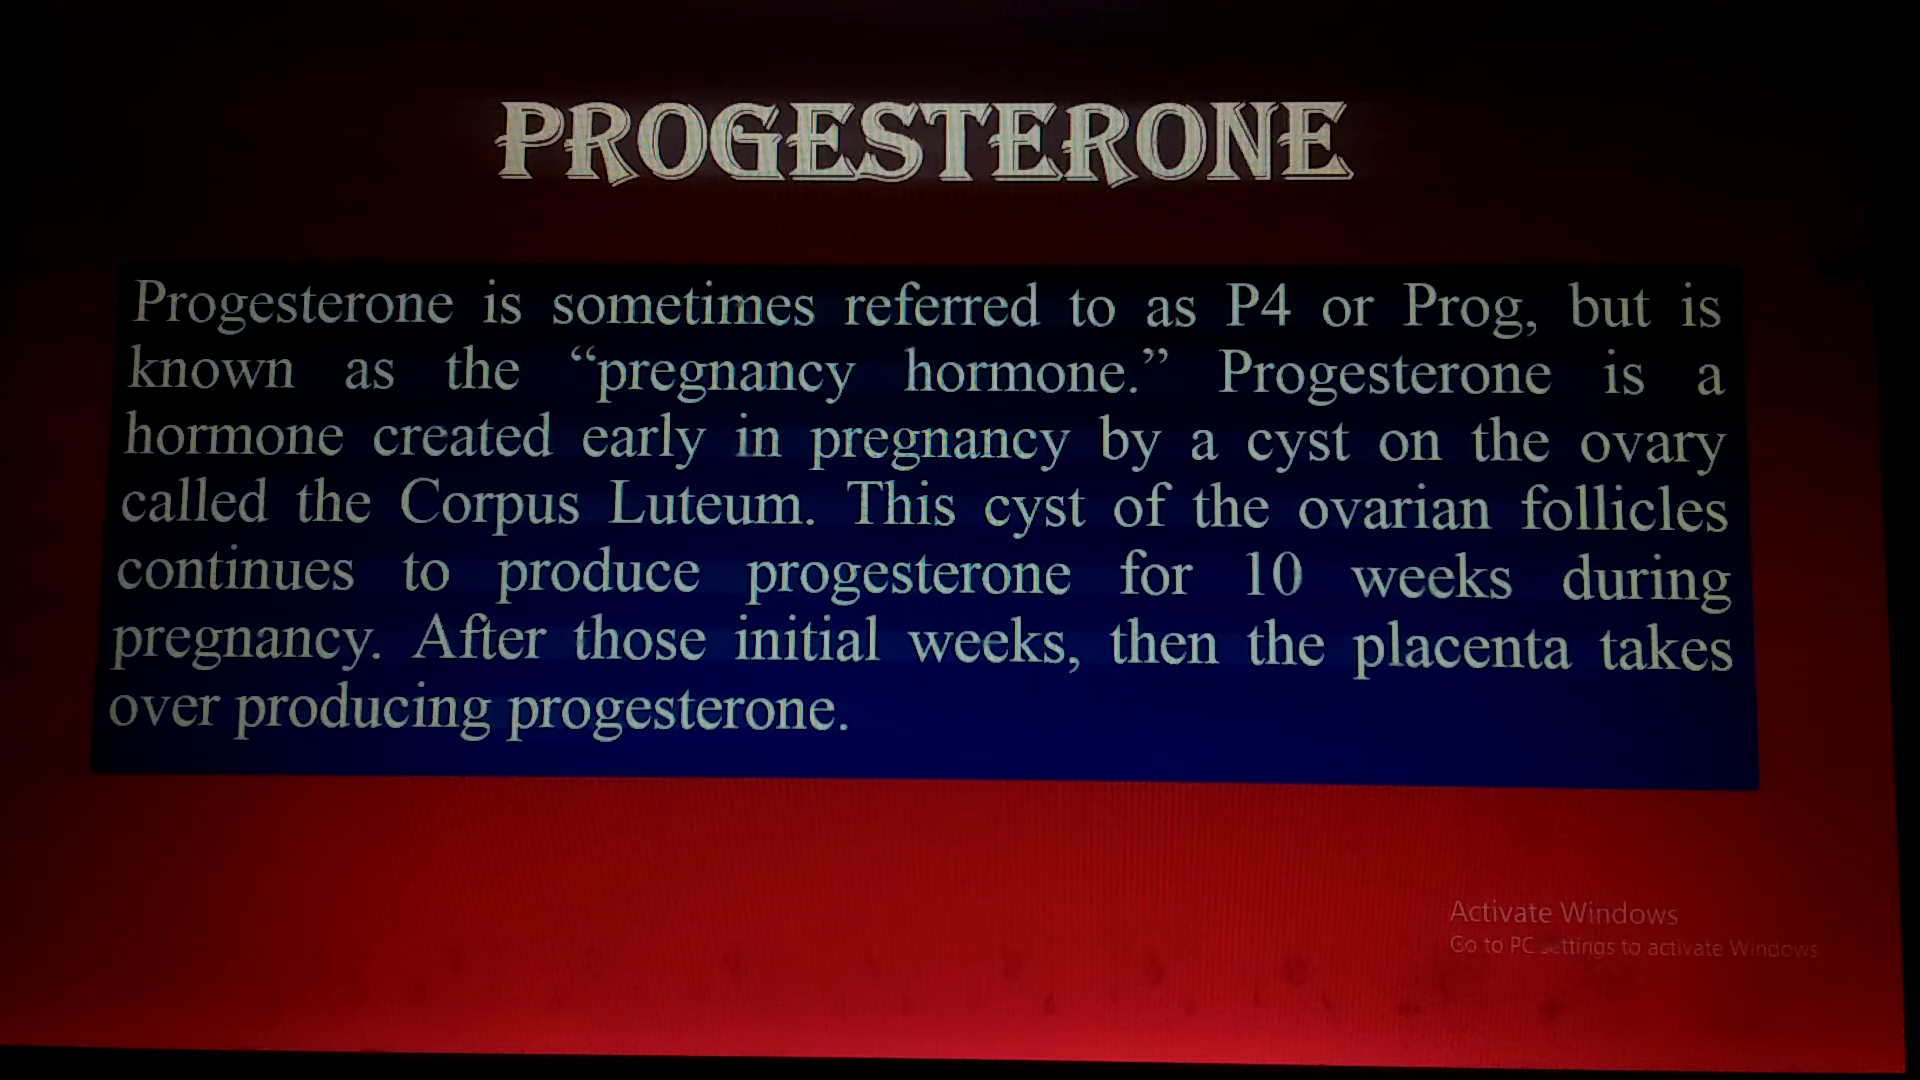 PROGESTERONE
Progesterone is sometimes referred to as P4 or Prog, but is
known as the “pregnancy hormone.” Progesterone is a
hormone created early in pregnancy by a cyst on the ovary
called the Corpus Luteum. This cyst of the ovarian follicles
continues to produce progesterone for 10 weeks during
pregnancy. After those initial weeks, then the placenta takes
over producing progesterone.
Activate Windows
Go to PC settings to activate Windows.